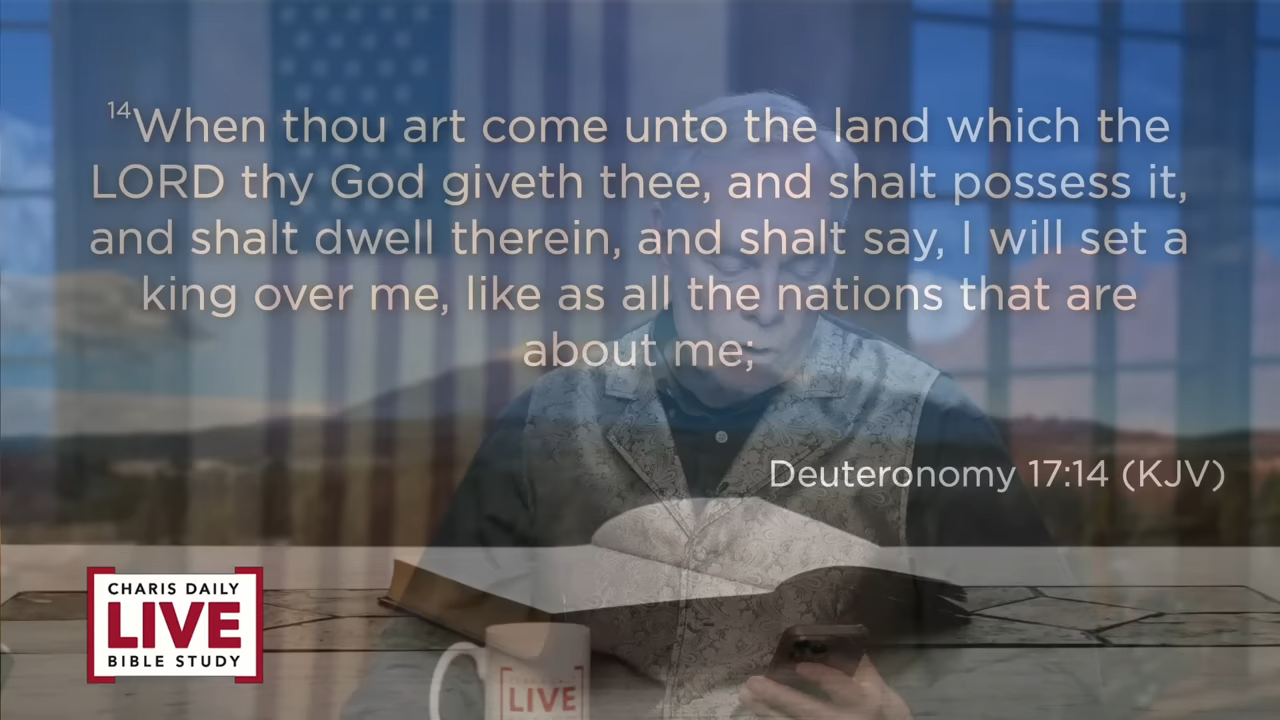 14When thou art come unto the land which the
LORD thy God giveth thee, and shalt possess it,
and shalt dwell therein, and shalt say, I will set a
king over me, like as all the nations that are
about me;
Deuteronomy 17:14 (KJV)
CHARIS DAILY
LIVE
BIBLE STUDY
LIVE